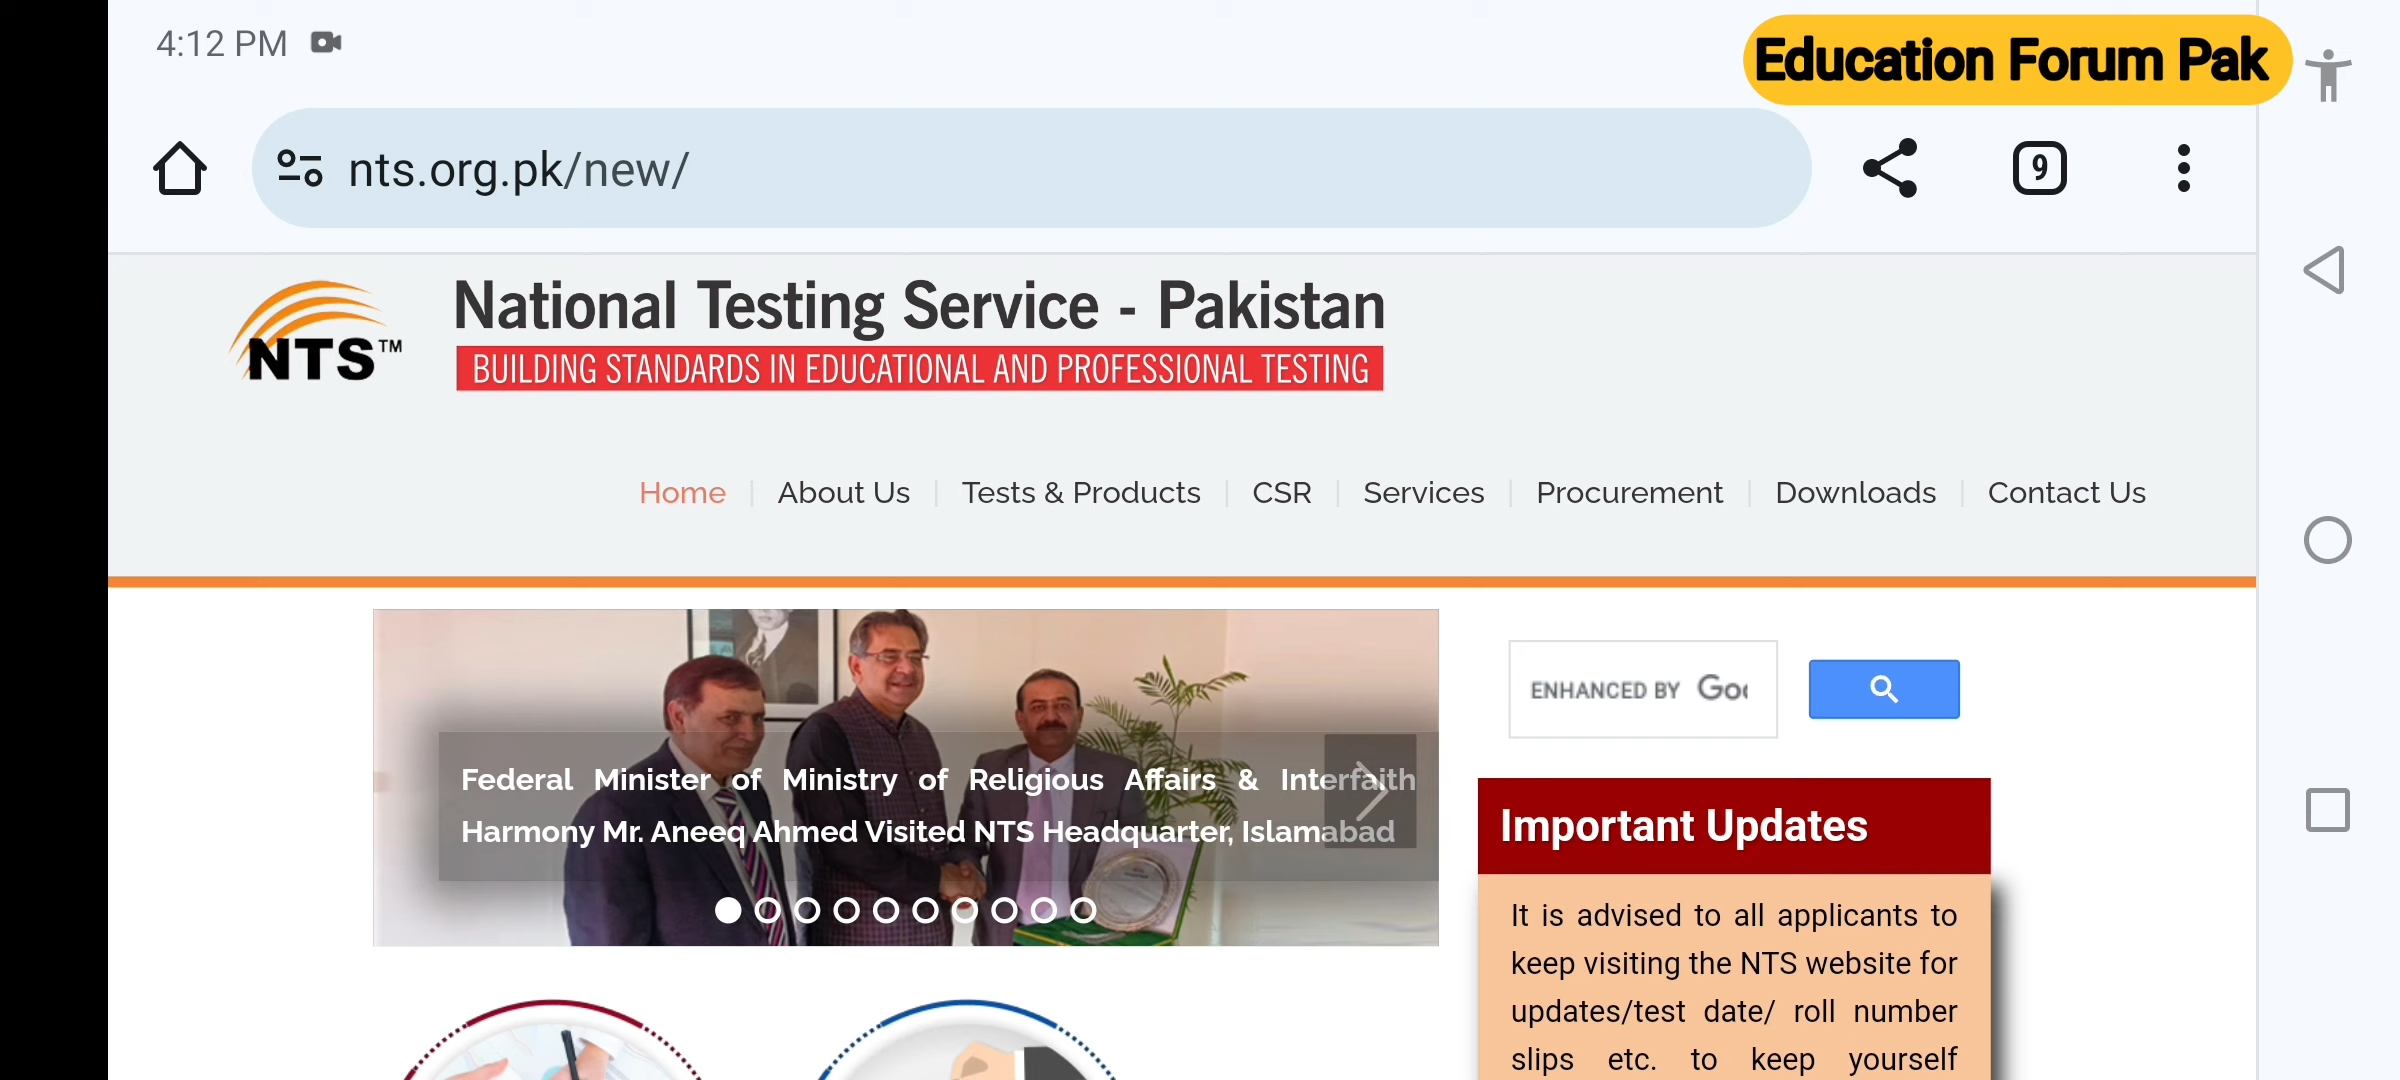 4:12 PM
Education Forum Pak
nts.org.pk/new/
9
NTS™
National Testing Service - Pakistan
BUILDING STANDARDS IN EDUCATIONAL AND PROFESSIONAL TESTING
Home
About Us
Tests & Products
CSR
Services
Procurement
Downloads
Contact Us
Federal Minister of Ministry of Religious Affairs & Interfaith
Harmony Mr. Aneeq Ahmed Visited NTS Headquarter, Islamabad
ENHANCED BY
Important Updates
It is advised to all applicants to
keep visiting the NTS website for
updates/test date/ roll number
slips etc. to keep yourself